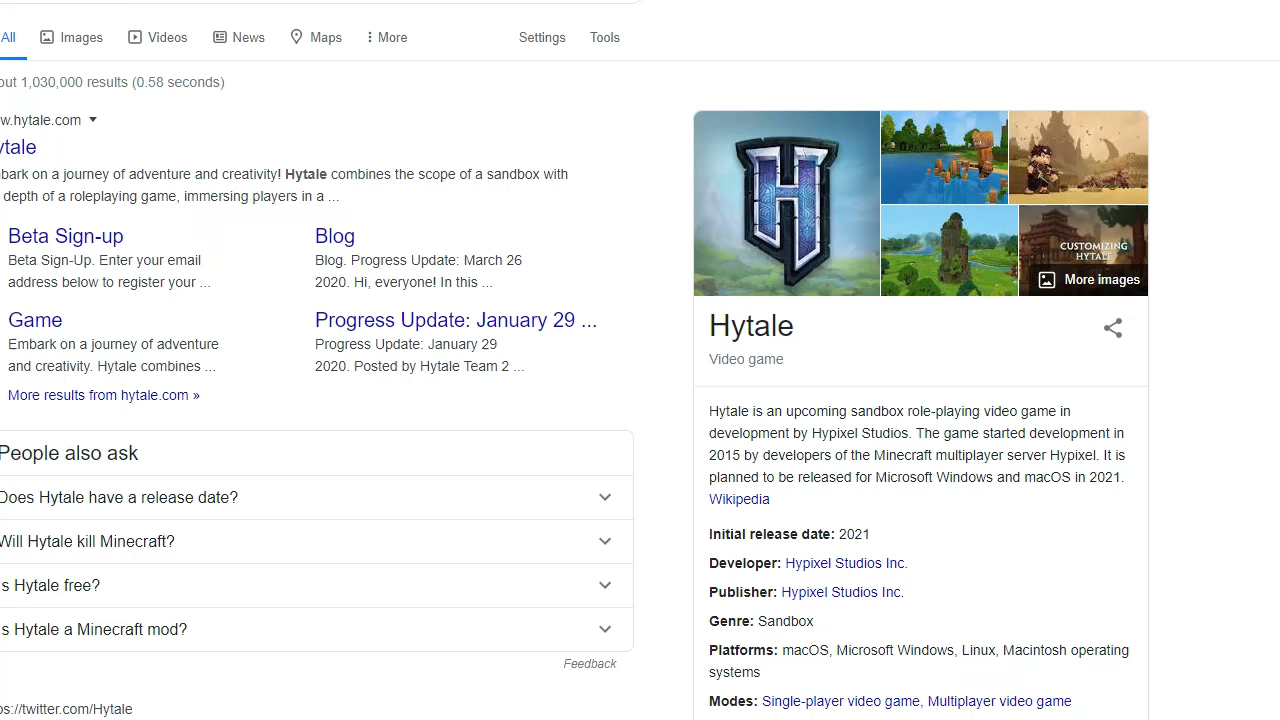 All Images Videos News Maps More Settings Tools
out 1,030,000 results (0.58 seconds)
w.hytale.com
ytale
bark on a journey of adventure and creativity! Hytale combines the scope of a sandbox with
depth of a roleplaying game, immersing players in a ...
Beta Sign-up
Beta Sign-Up. Enter your email
address below to register your ...
Blog
Blog. Progress Update: March 26
2020. Hi, everyone! In this ...
Game
Embark on a journey of adventure
and creativity. Hytale combines ...
Progress Update: January 29 ...
Progress Update: January 29
2020. Posted by Hytale Team 2 ...
More results from hytale.com »
People also ask
Does Hytale have a release date?
Will Hytale kill Minecraft?
s Hytale free?
s Hytale a Minecraft mod?
Feedback
os://twitter.com/Hytale
H
CUSTOMIZING
HYTALE
More images
Hytale
Video game
Hytale is an upcoming sandbox role-playing video game in
development by Hypixel Studios. The game started development in
2015 by developers of the Minecraft multiplayer server Hypixel. It is
planned to be released for Microsoft Windows and macOS in 2021.
Wikipedia
Initial release date: 2021
Developer: Hypixel Studios Inc.
Publisher: Hypixel Studios Inc.
Genre: Sandbox
Platforms: macOS, Microsoft Windows, Linux, Macintosh operating
systems
Modes: Single-player video game, Multiplayer video game